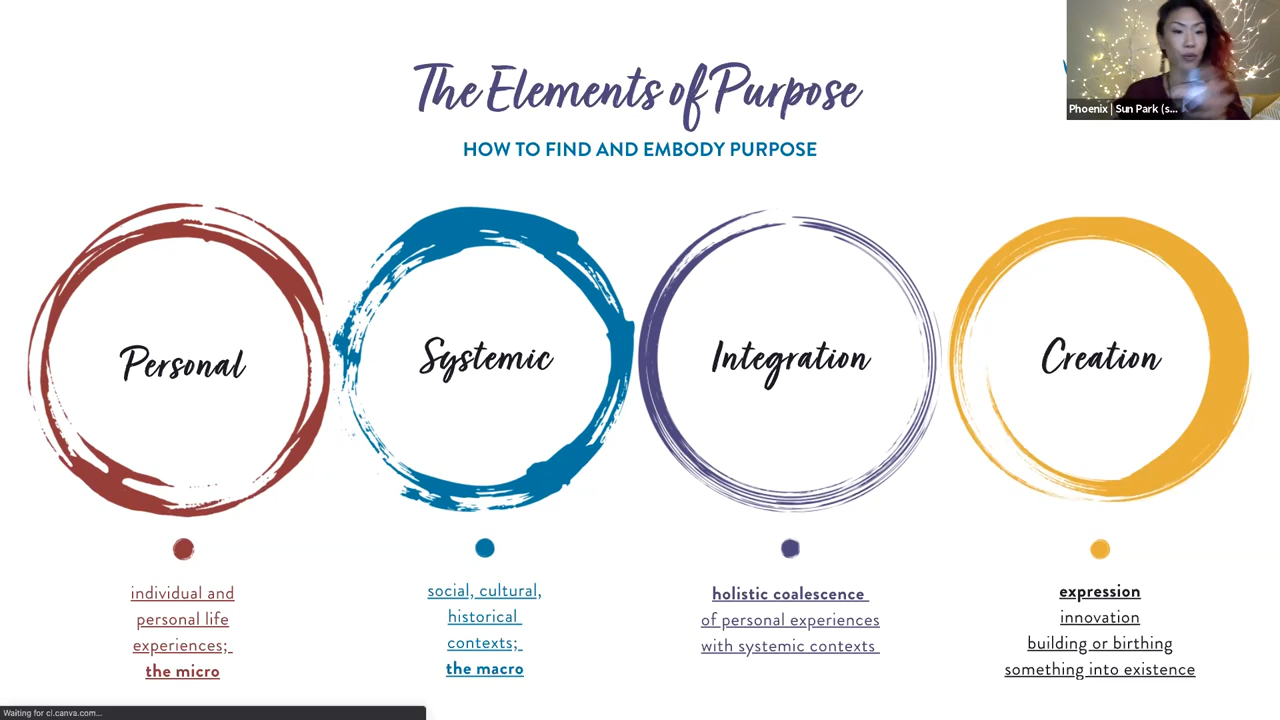 The Elements of Purpose
HOW TO FIND AND EMBODY PURPOSE
Phoenix | Sun Park (s...
Personal
Systemic
Integration
Creation
individual and
personal life
experiences;
the micro
social, cultural,
historical
contexts;
the macro
holistic coalescence
of personal experiences
with systemic contexts
expression
innovation
building or birthing
something into existence
Waiting for cl.canva.com...